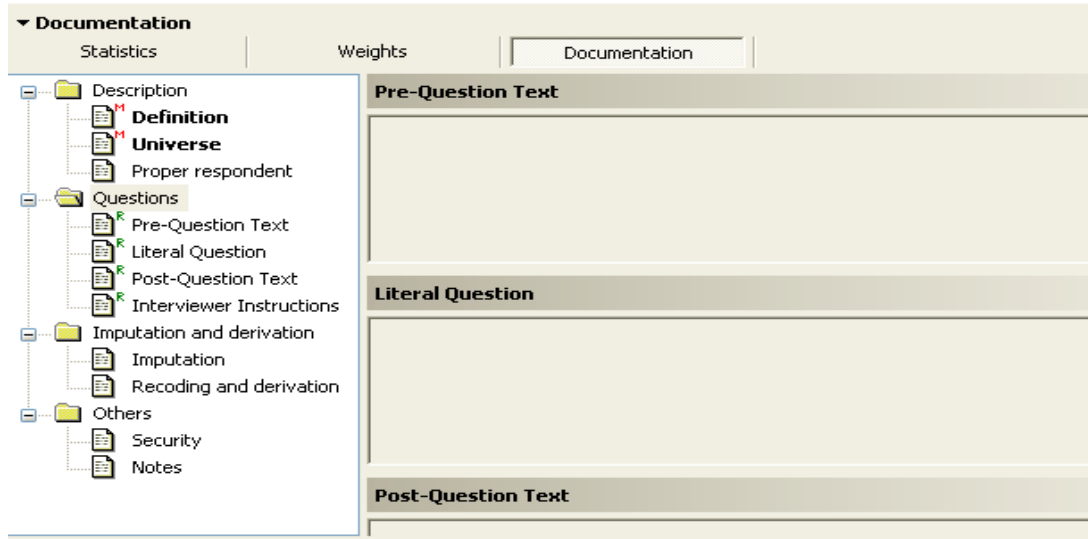 Documentation
Statistics Weights Documentation
Description
M Definition
M Universe
Proper respondent
Questions
R Pre-Question Text
R Literal Question
R Post-Question Text
R Interviewer Instructions
Imputation and derivation
Imputation
Recoding and derivation
Others
Security
Notes
Pre-Question Text
Literal Question
Post-Question Text